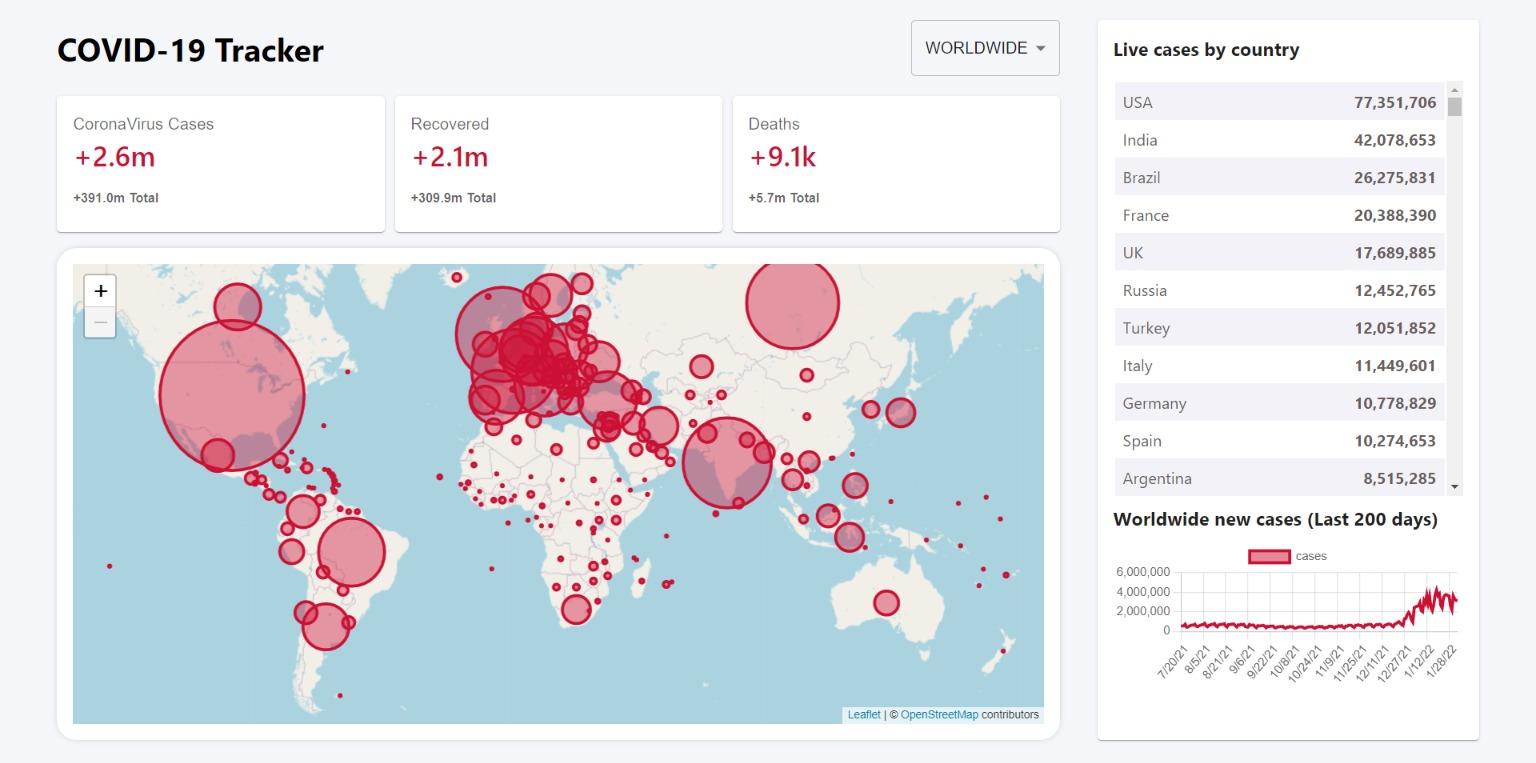 COVID-19 Tracker
WORLDWIDE
CoronaVirus Cases
+2.6m
+391.0m Total
Recovered
+2.1m
+309.9m Total
Deaths
+9.1k
+5.7m Total
+
−
Leaflet | © OpenStreetMap contributors
Live cases by country
USA 77,351,706
India 42,078,653
Brazil 26,275,831
France 20,388,390
UK 17,689,885
Russia 12,452,765
Turkey 12,051,852
Italy 11,449,601
Germany 10,778,829
Spain 10,274,653
Argentina 8,515,285
Worldwide new cases (Last 200 days)
cases
6,000,000
4,000,000
2,000,000
0
7/20/21
8/5/21
8/21/21
9/6/21
9/22/21
10/8/21
10/24/21
11/9/21
11/25/21
12/11/21
12/27/21
1/12/22
1/28/22